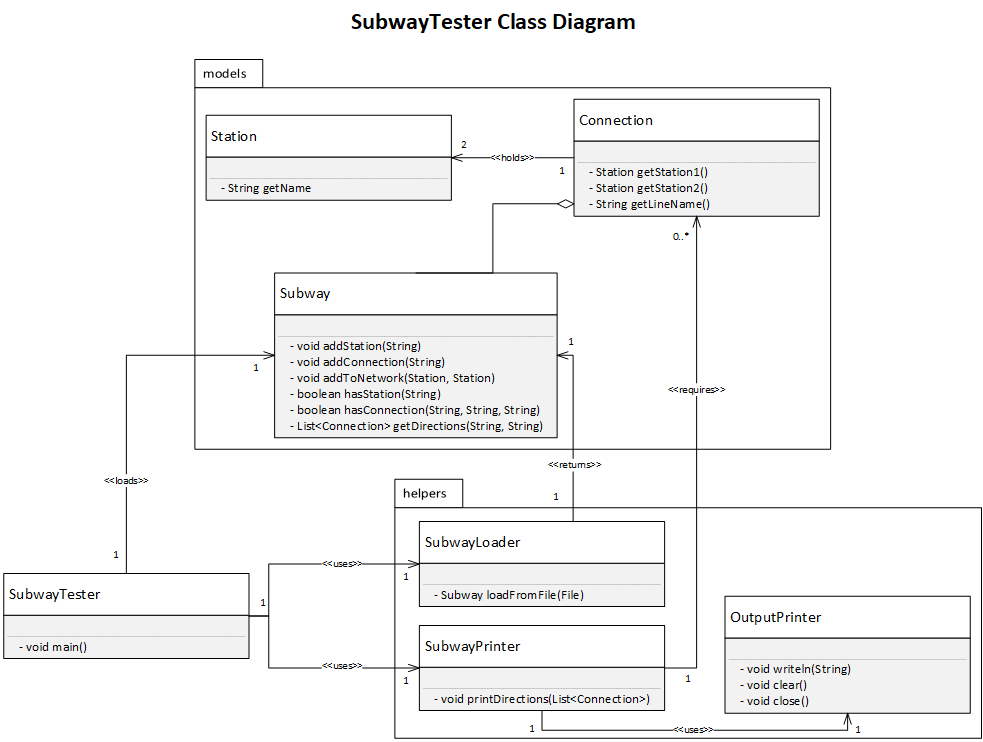 SubwayTester Class Diagram
models
Station
- String getName
Connection
- Station getStation1()
- Station getStation2()
- String getLineName()
2
<<holds>>
1
0..*
Subway
- void addStation(String)
- void addConnection(String)
- void addToNetwork(Station, Station)
- boolean hasStation(String)
- boolean hasConnection(String, String, String)
- List<Connection> getDirections(String, String)
1
1
<<requires>>
<<returns>>
<<loads>>
1
1
helpers
SubwayLoader
- Subway loadFromFile(File)
<<uses>>
1
SubwayTester
- void main()
1
<<uses>>
1
SubwayPrinter
- void printDirections(List<Connection>)
1
OutputPrinter
- void writeln(String)
- void clear()
- void close()
1
<<uses>>
1